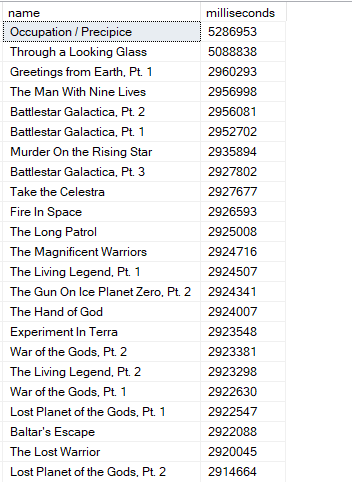 name milliseconds
Occupation / Precipice 5286953
Through a Looking Glass 5088838
Greetings from Earth, Pt. 1 2960293
The Man With Nine Lives 2956998
Battlestar Galactica, Pt. 2 2956081
Battlestar Galactica, Pt. 1 2952702
Murder On the Rising Star 2935894
Battlestar Galactica, Pt. 3 2927802
Take the Celestra 2927677
Fire In Space 2926593
The Long Patrol 2925008
The Magnificent Warriors 2924716
The Living Legend, Pt. 1 2924507
The Gun On Ice Planet Zero, Pt. 2 2924341
The Hand of God 2924007
Experiment In Terra 2923548
War of the Gods, Pt. 2 2923381
The Living Legend, Pt. 2 2923298
War of the Gods, Pt. 1 2922630
Lost Planet of the Gods, Pt. 1 2922547
Baltar's Escape 2922088
The Lost Warrior 2920045
Lost Planet of the Gods, Pt. 2 2914664